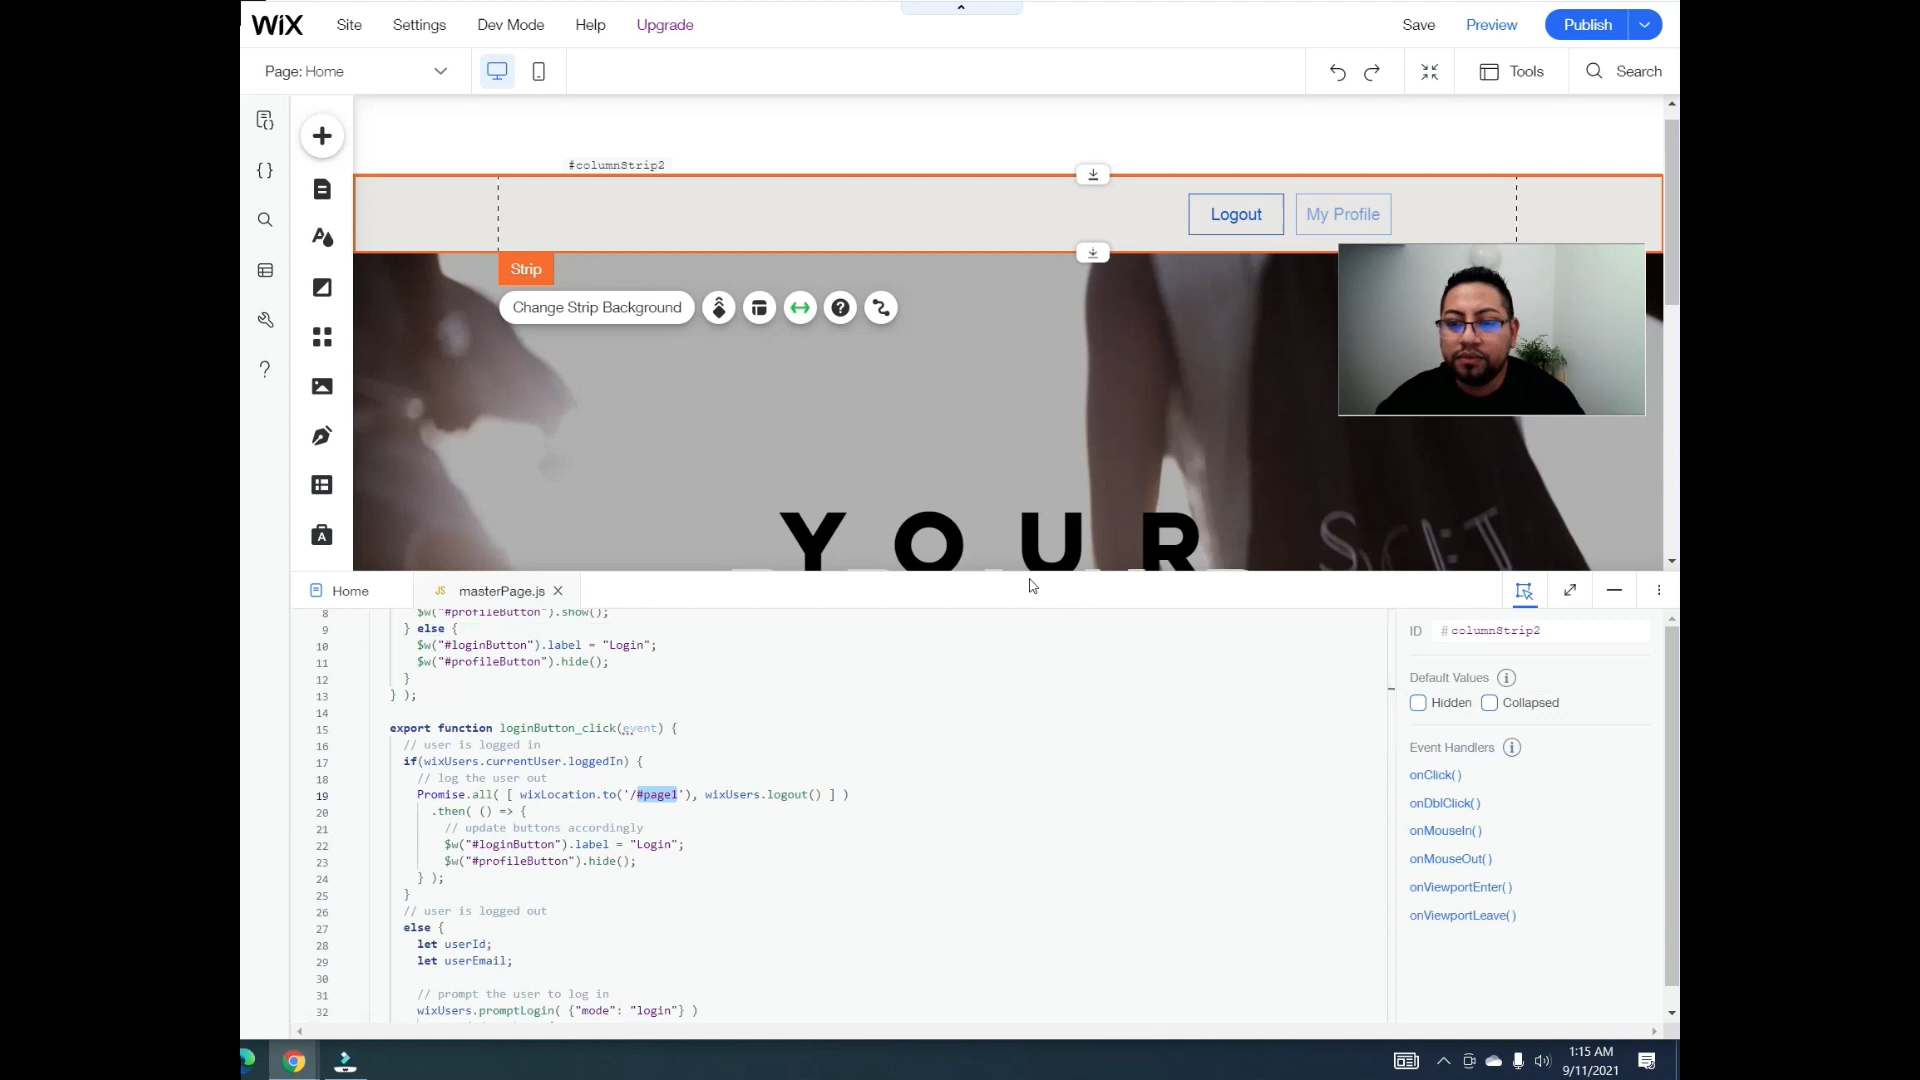 WiX Site Settings Dev Mode Help Upgrade Save Preview Publish
Page: Home Tools Search
#columnStrip2
Logout My Profile
Strip
Change Strip Background
YOUR
Home JS masterPage.js
8 $w("#profileButton").show();
9 } else {
10 $w("#loginButton").label = "Login";
11 $w("#profileButton").hide();
12 }
13 } );
14
15 export function loginButton_click(event) {
16 // user is logged in
17 if(wixUsers.currentUser.loggedIn) {
18 // log the user out
19 Promise.all( [ wixLocation.to('/#page1'), wixUsers.logout() ] )
20 .then( () => {
21 // update buttons accordingly
22 $w("#loginButton").label = "Login";
23 $w("#profileButton").hide();
24 } );
25 }
26 // user is logged out
27 else {
28 let userId;
29 let userEmail;
30
31 // prompt the user to log in
32 wixUsers.promptLogin( {"mode": "login"} )
ID #columnStrip2
Default Values
Hidden Collapsed
Event Handlers
onClick()
onDblClick()
onMouseIn()
onMouseOut()
onViewportEnter()
onViewportLeave()
1:15 AM
9/11/2021